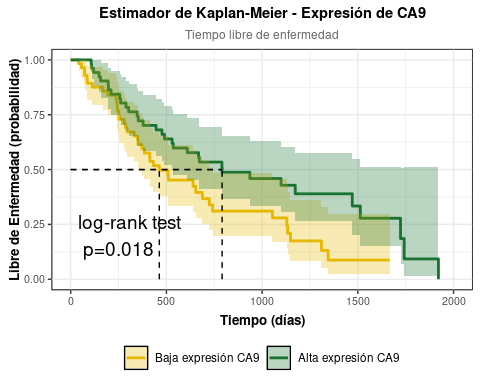 Estimador de Kaplan-Meier - Expresión de CA9
Tiempo libre de enfermedad
Libre de Enfermedad (probabilidad)
1.00
0.75
0.50
0.25
0.00
log-rank test
p=0.018
0
500
1000
1500
2000
Tiempo (días)
Baja expresión CA9
Alta expresión CA9